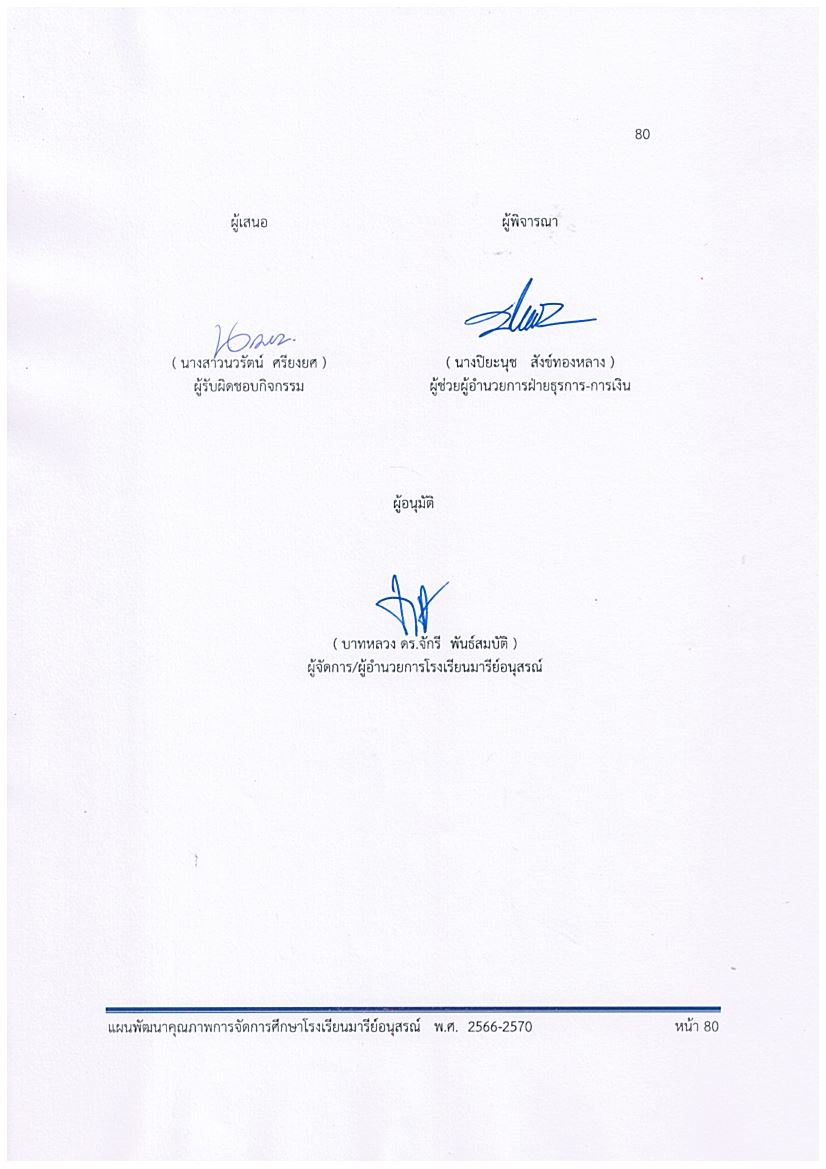 80
ผู้เสนอ ผู้พิจารณา
( นางสาวนวรัตน์ ศรียงยศ ) ( นางปิยะนุช สังข์ทองหลาง )
ผู้รับผิดชอบกิจกรรม ผู้ช่วยผู้อำนวยการฝ่ายธุรการ-การเงิน
ผู้อนุมัติ
( บาทหลวง ดร.จักรี พันธ์สมบัติ )
ผู้จัดการ/ผู้อำนวยการโรงเรียนมารีย์อนุสรณ์
แผนพัฒนาคุณภาพการจัดการศึกษาโรงเรียนมารีย์อนุสรณ์ พ.ศ. 2566-2570 หน้า 80